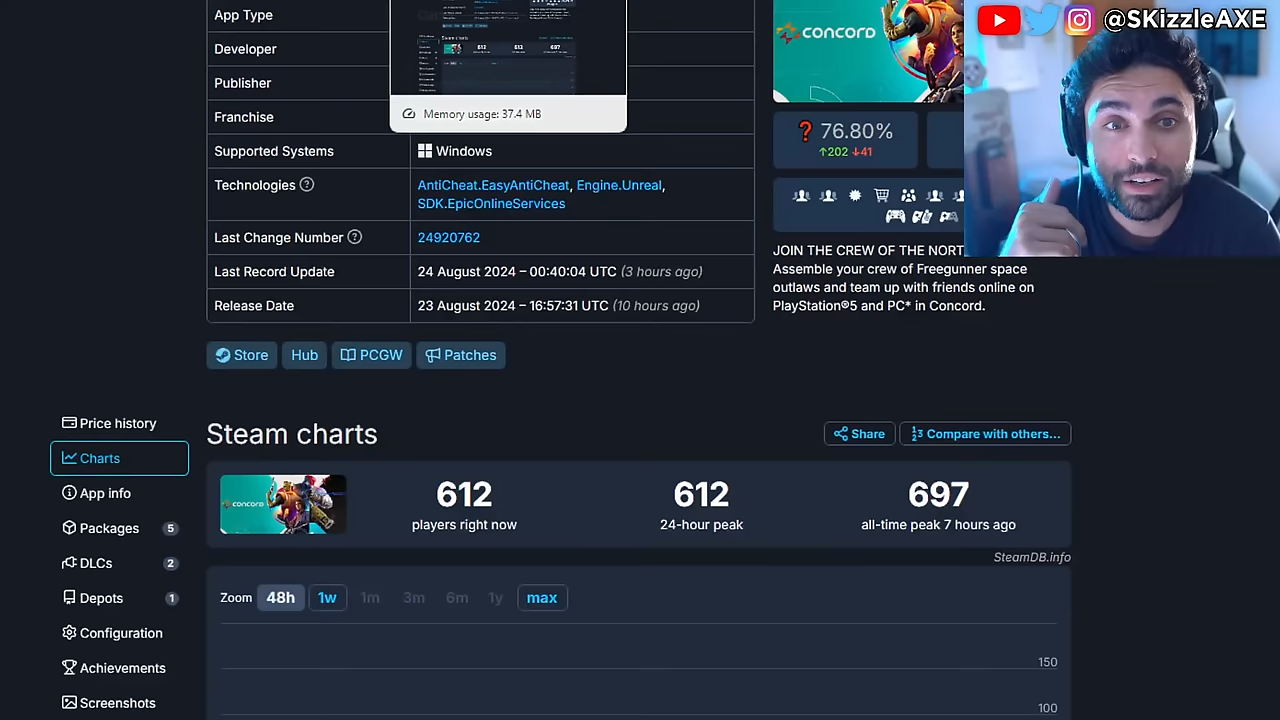 @SKizzleAXE
App Type
Developer
Publisher
Franchise
Memory usage: 37.4 MB
Supported Systems
Windows
Technologies
AntiCheat.EasyAntiCheat, Engine.Unreal,
SDK.EpicOnlineServices
Last Change Number
24920762
Last Record Update
24 August 2024 – 00:40:04 UTC (3 hours ago)
Release Date
23 August 2024 – 16:57:31 UTC (10 hours ago)
CONCORD
76.80%
↑202 ↓41
JOIN THE CREW OF THE NORT
Assemble your crew of Freegunner space
outlaws and team up with friends online on
PlayStation®5 and PC* in Concord.
Store
Hub
PCGW
Patches
Price history
Charts
App info
Packages 5
DLCs 2
Depots 1
Configuration
Achievements
Screenshots
Steam charts
Share
Compare with others...
CONCORD
612
players right now
612
24-hour peak
697
all-time peak 7 hours ago
SteamDB.info
Zoom 48h 1w 1m 3m 6m 1y max
150
100